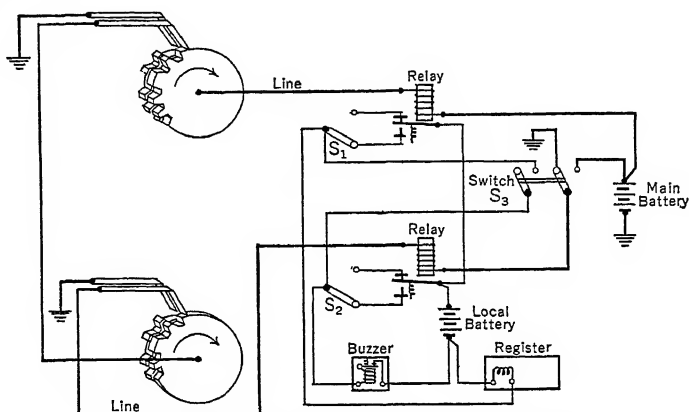 Relay
Line
S1
Switch
S3
Main
Battery
Relay
S2
Local
Battery
Buzzer
Register
Line